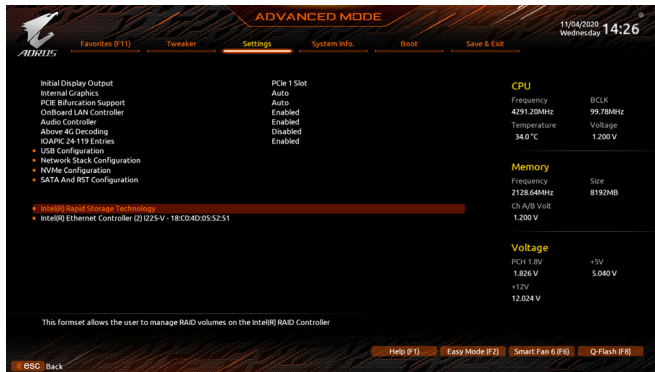 ADVANCED MODE
11/04/2020
Wednesday 14:26
AORUS
Favorites (F11) Tweaker Settings System Info. Boot Save & Exit
Initial Display Output PCIe 1 Slot
Internal Graphics Auto
PCIE Bifurcation Support Auto
OnBoard LAN Controller Enabled
Audio Controller Enabled
Above 4G Decoding Disabled
IOAPIC 24-119 Entries Enabled
USB Configuration
Network Stack Configuration
NVMe Configuration
SATA And RST Configuration
Intel(R) Rapid Storage Technology
Intel(R) Ethernet Controller (2) I225-V - 18:C0:4D:05:52:51
CPU
Frequency BCLK
4291.20MHz 99.78MHz
Temperature Voltage
34.0 °C 1.200 V
Memory
Frequency Size
2128.64MHz 8192MB
Ch A/B Volt
1.200 V
Voltage
PCH 1.8V +5V
1.826 V 5.040 V
+12V
12.024 V
This formset allows the user to manage RAID volumes on the Intel(R) RAID Controller
Help (F1) Easy Mode (F2) Smart Fan 6 (F6) Q-Flash (F8)
esc Back